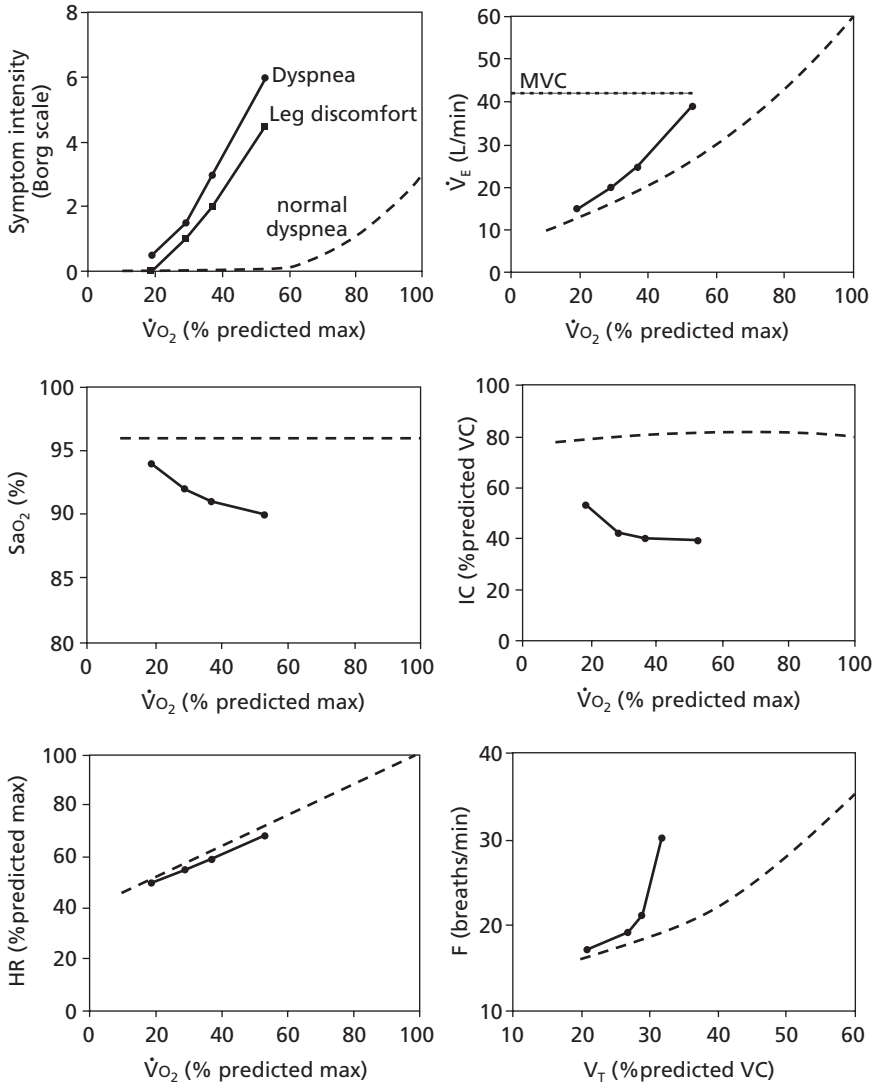 Symptom intensity
(Borg scale)
8
6
4
2
0
Dyspnea
Leg discomfort
normal
dyspnea
0 20 40 60 80 100
V̇O₂ (% predicted max)
V̇E (L/min)
60
50
40
30
20
10
0
MVC
0 20 40 60 80 100
V̇O₂ (% predicted max)
SaO₂ (%)
100
95
90
85
80
0 20 40 60 80 100
V̇O₂ (% predicted max)
IC (%predicted VC)
100
80
60
40
20
0
0 20 40 60 80 100
V̇O₂ (% predicted max)
HR (%predicted max)
100
80
60
40
20
0
0 20 40 60 80 100
V̇O₂ (% predicted max)
F (breaths/min)
40
30
20
10
10 20 30 40 50 60
VT (%predicted VC)